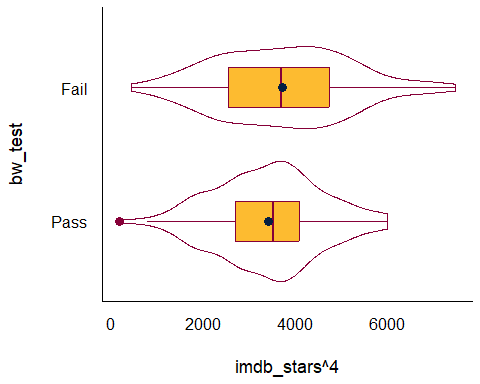 bw_test
Fail
Pass
0 2000 4000 6000
imdb_stars^4